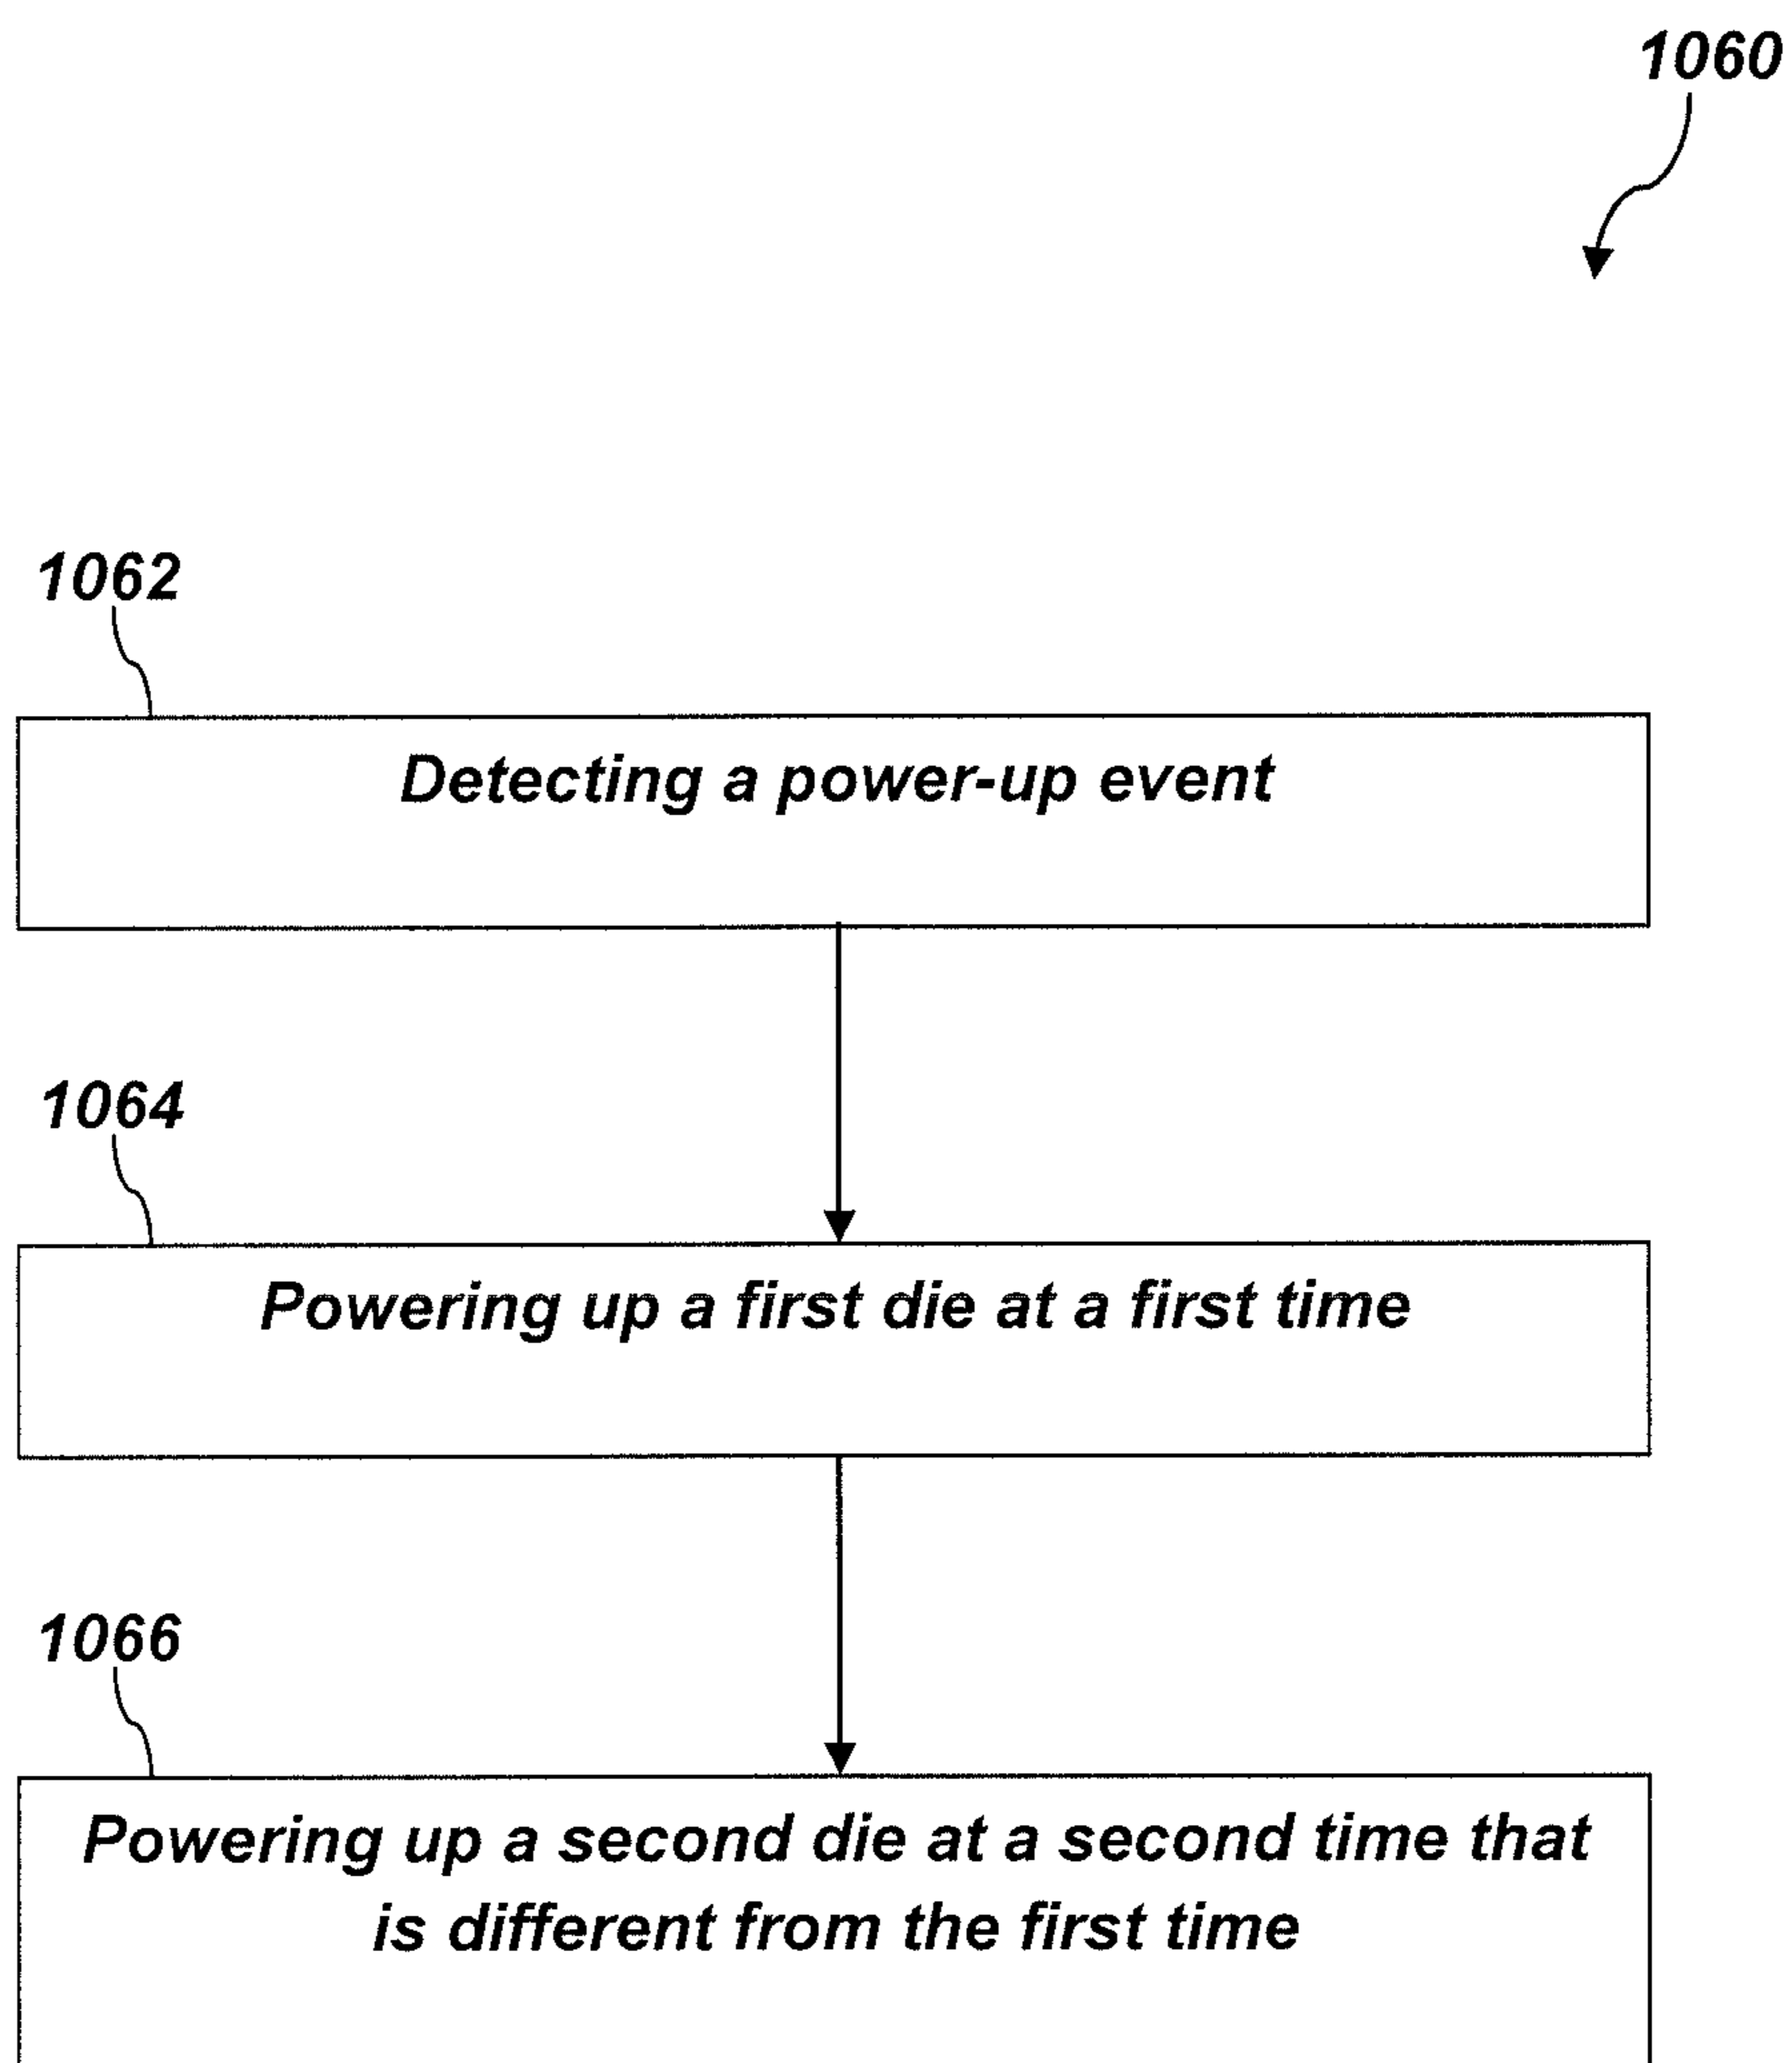 1060
1062
Detecting a power-up event
1064
Powering up a first die at a first time
1066
Powering up a second die at a second time that
is different from the first time